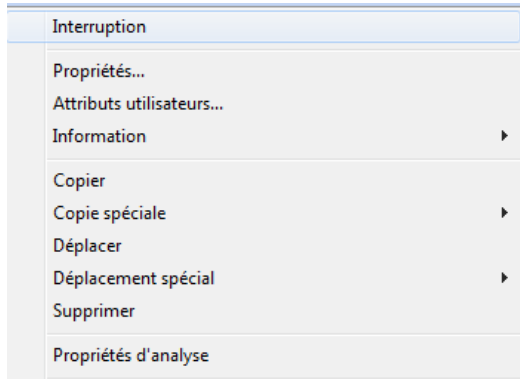 Interruption
Propriétés...
Attributs utilisateurs...
Information
Copier
Copie spéciale
Déplacer
Déplacement spécial
Supprimer
Propriétés d'analyse